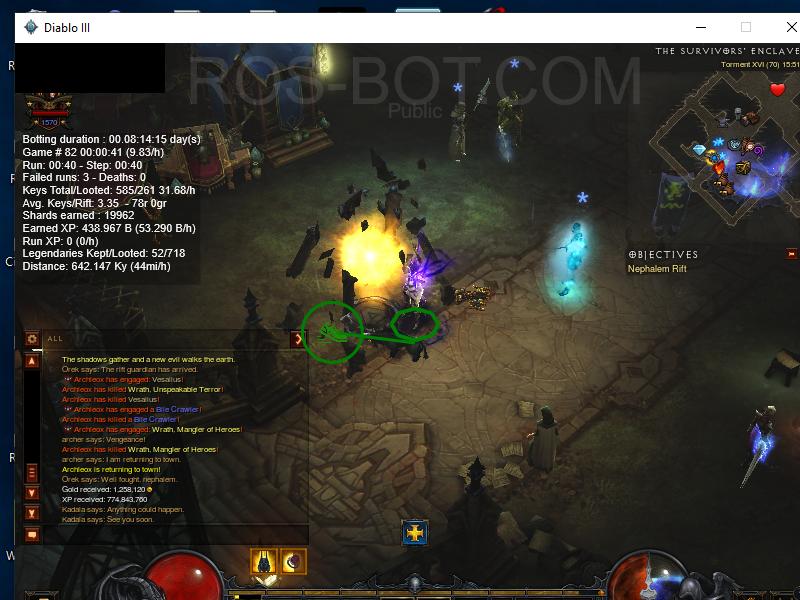 Diablo III
THE SURVIVORS' ENCLAVE
Torment XVI (70) 15:51
ROS-BOT.COM
Public
1570
Botting duration : 00.08:14:15 day(s)
Game # 82 00:00:41 (9.83/h)
Run: 00:40 - Step: 00:40
Failed runs: 3 - Deaths: 0
Keys Total/Looted: 585/261 31.68/h
Avg. Keys/Rift: 3.35 - 78r 0gr
Shards earned : 19962
Earned XP: 438.967 B (53.290 B/h)
Run XP: 0 (0/h)
Legendaries Kept/Looted: 52/718
Distance: 642.147 Ky (44mi/h)
OBJECTIVES
Nephalem Rift
ALL
The shadows gather and a new evil walks the earth.
Orek says: The rift guardian has arrived.
Archleox has engaged: Vesalius!
Archleox has killed Wrath, Unspeakable Terror!
Archleox has killed Vesalius!
Archleox has engaged a Bile Crawler!
Archleox has killed a Bile Crawler!
Archleox has engaged: Wrath, Mangler of Heroes!
archer says: Vengeance!
Archleox has killed Wrath, Mangler of Heroes!
archer says: I am returning to town.
Archleox is returning to town!
Orek says: Well fought, nephalem.
Gold received: 1,258,120
XP received: 774,843,760
Kadala says: Anything could happen.
Kadala says: See you soon.